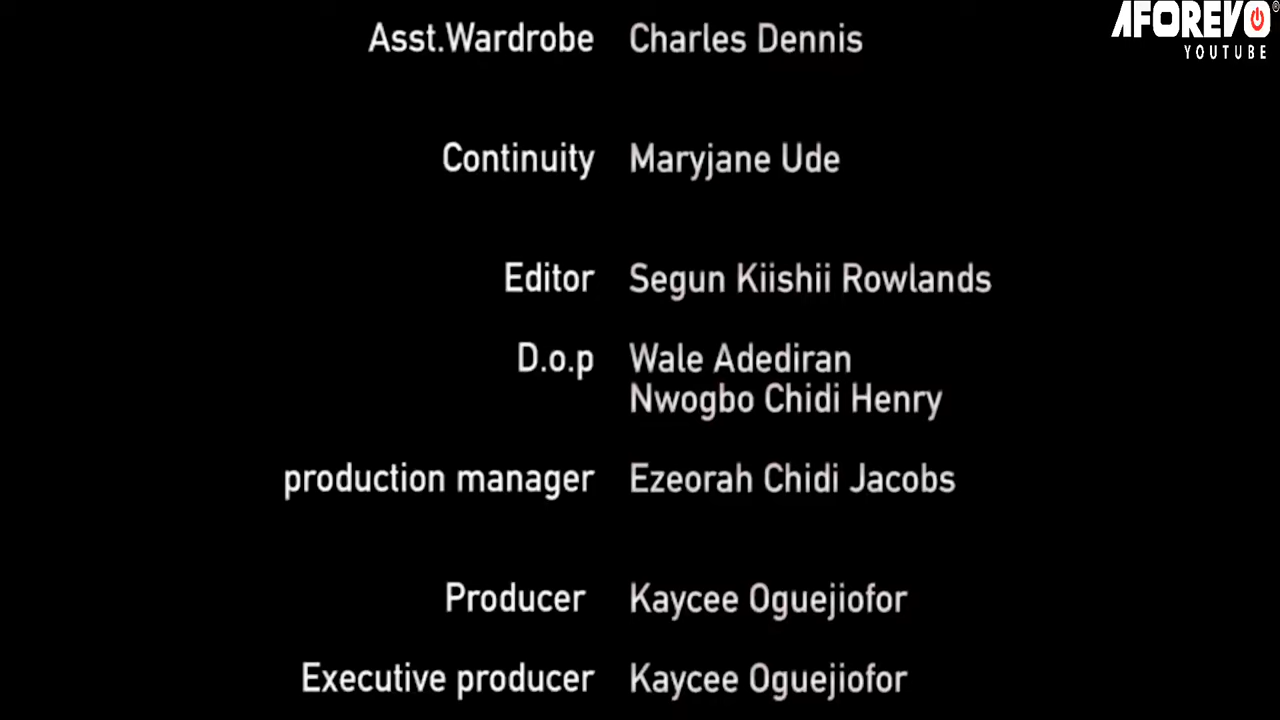 AFOREVO
YOUTUBE
Asst.Wardrobe Charles Dennis
Continuity Maryjane Ude
Editor Segun Kiishii Rowlands
D.o.p Wale Adediran
Nwogbo Chidi Henry
production manager Ezeorah Chidi Jacobs
Producer Kaycee Oguejiofor
Executive producer Kaycee Oguejiofor